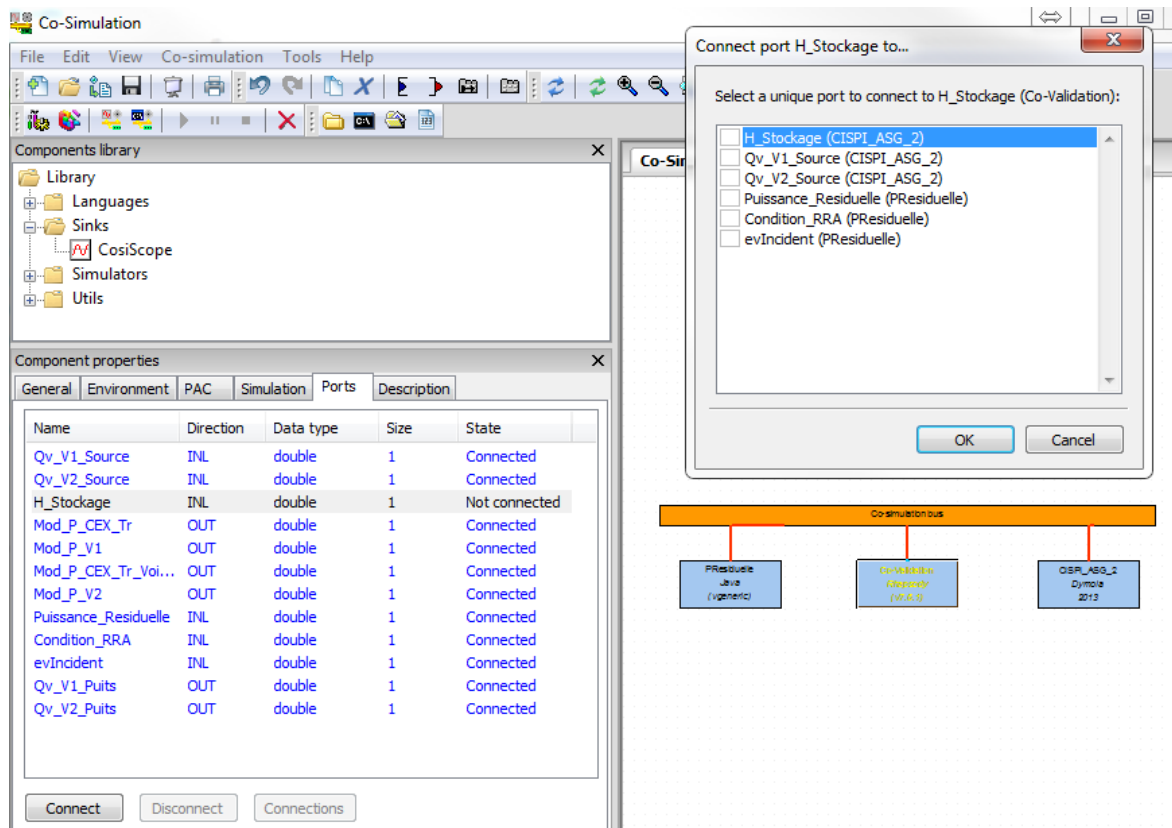 Co-Simulation
File Edit View Co-simulation Tools Help
Components library
Library
Languages
Sinks
CosiScope
Simulators
Utils
Component properties
General Environment PAC Simulation Ports Description
Name Direction Data type Size State
Qv_V1_Source INL double 1 Connected
Qv_V2_Source INL double 1 Connected
H_Stockage INL double 1 Not connected
Mod_P_CEX_Tr OUT double 1 Connected
Mod_P_V1 OUT double 1 Connected
Mod_P_CEX_Tr_Voi... OUT double 1 Connected
Mod_P_V2 OUT double 1 Connected
Puissance_Residuelle INL double 1 Connected
Condition_RRA INL double 1 Connected
evIncident INL double 1 Connected
Qv_V1_Puits OUT double 1 Connected
Qv_V2_Puits OUT double 1 Connected
Connect Disconnect Connections
Co-Sir
Connect port H_Stockage to...
Select a unique port to connect to H_Stockage (Co-Validation):
H_Stockage (CISPI_ASG_2)
Qv_V1_Source (CISPI_ASG_2)
Qv_V2_Source (CISPI_ASG_2)
Puissance_Residuelle (PResiduelle)
Condition_RRA (PResiduelle)
evIncident (PResiduelle)
OK Cancel
Co-simulation bus
PResiduelle
Java
(vgeneric)
Co-Validation
CISPI_ASG_2
Dymola
2013